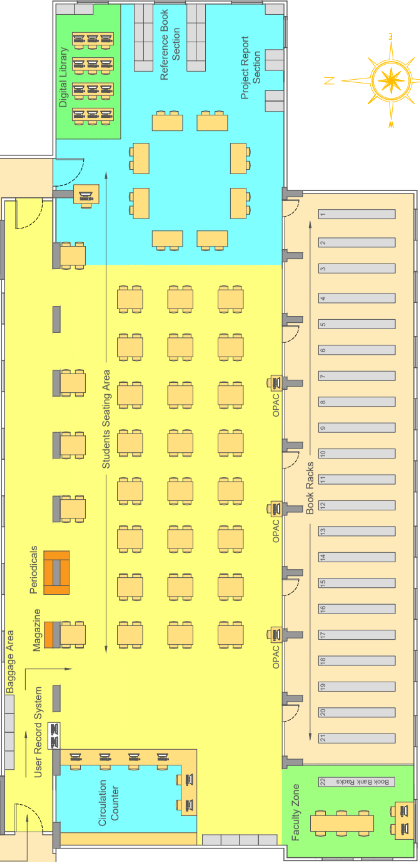 Digital Library
Reference Book
Section
Project Report
Section
E
N
W
Students Seating Area
OPAC
OPAC
OPAC
Book Racks
1
2
3
4
5
6
7
8
9
10
11
12
13
14
15
16
17
18
19
20
21
Periodicals
Magazine
Baggage Area
User Record System
Circulation
Counter
Faculty Zone
22
Book Bank Racks